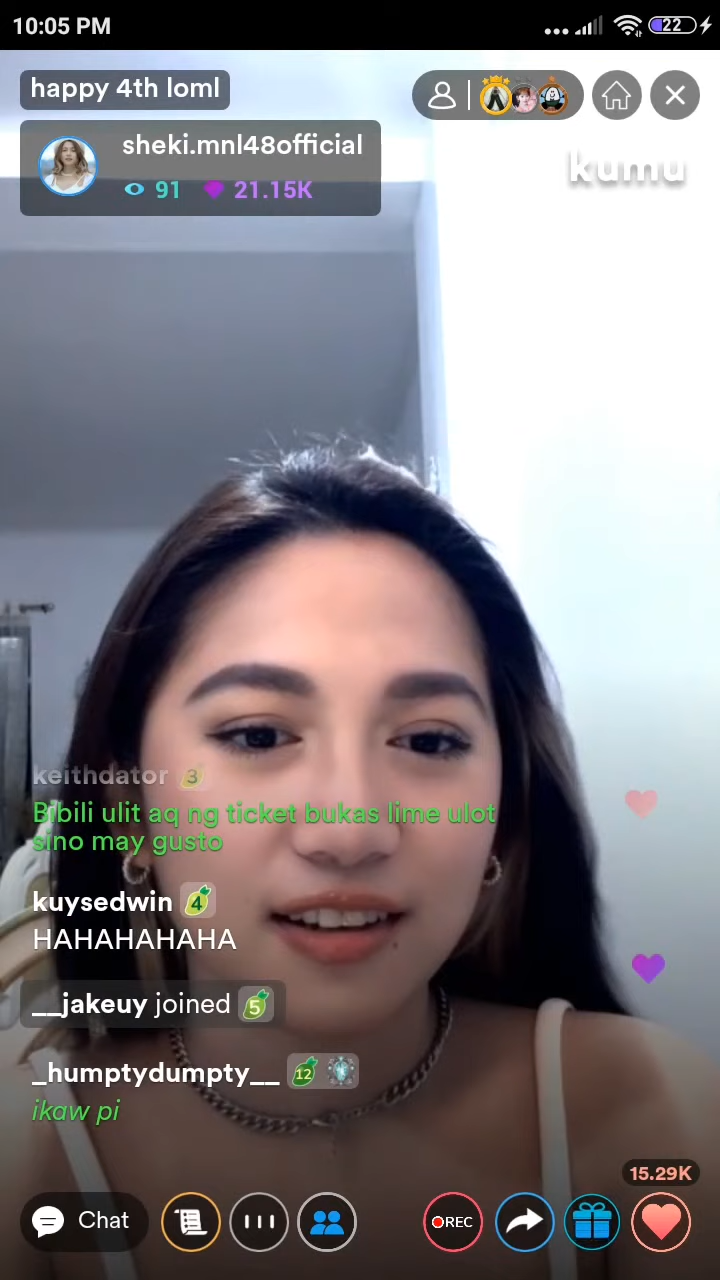 10:05 PM
22
happy 4th loml
sheki.mnl48official
91 21.15K
kumu
keithdator 3
Bibili ulit aq ng ticket bukas lime ulot
sino may gusto
kuysedwin 4
HAHAHAHAHA
__jakeuy joined 5
_humptydumpty__ 12
ikaw pi
15.29K
Chat
REC